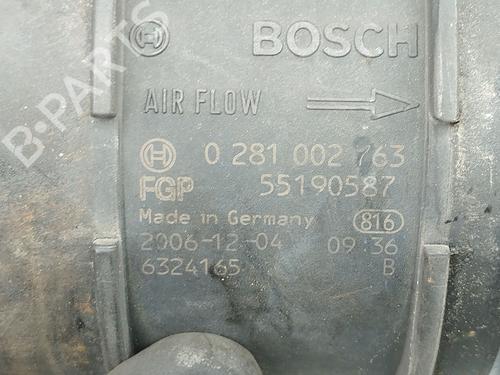 B-PARTS
BOSCH
AIR FLOW
0 281 002 763
FGP 55190587
Made in Germany 816
2006-12-04 09:36
6324165 B